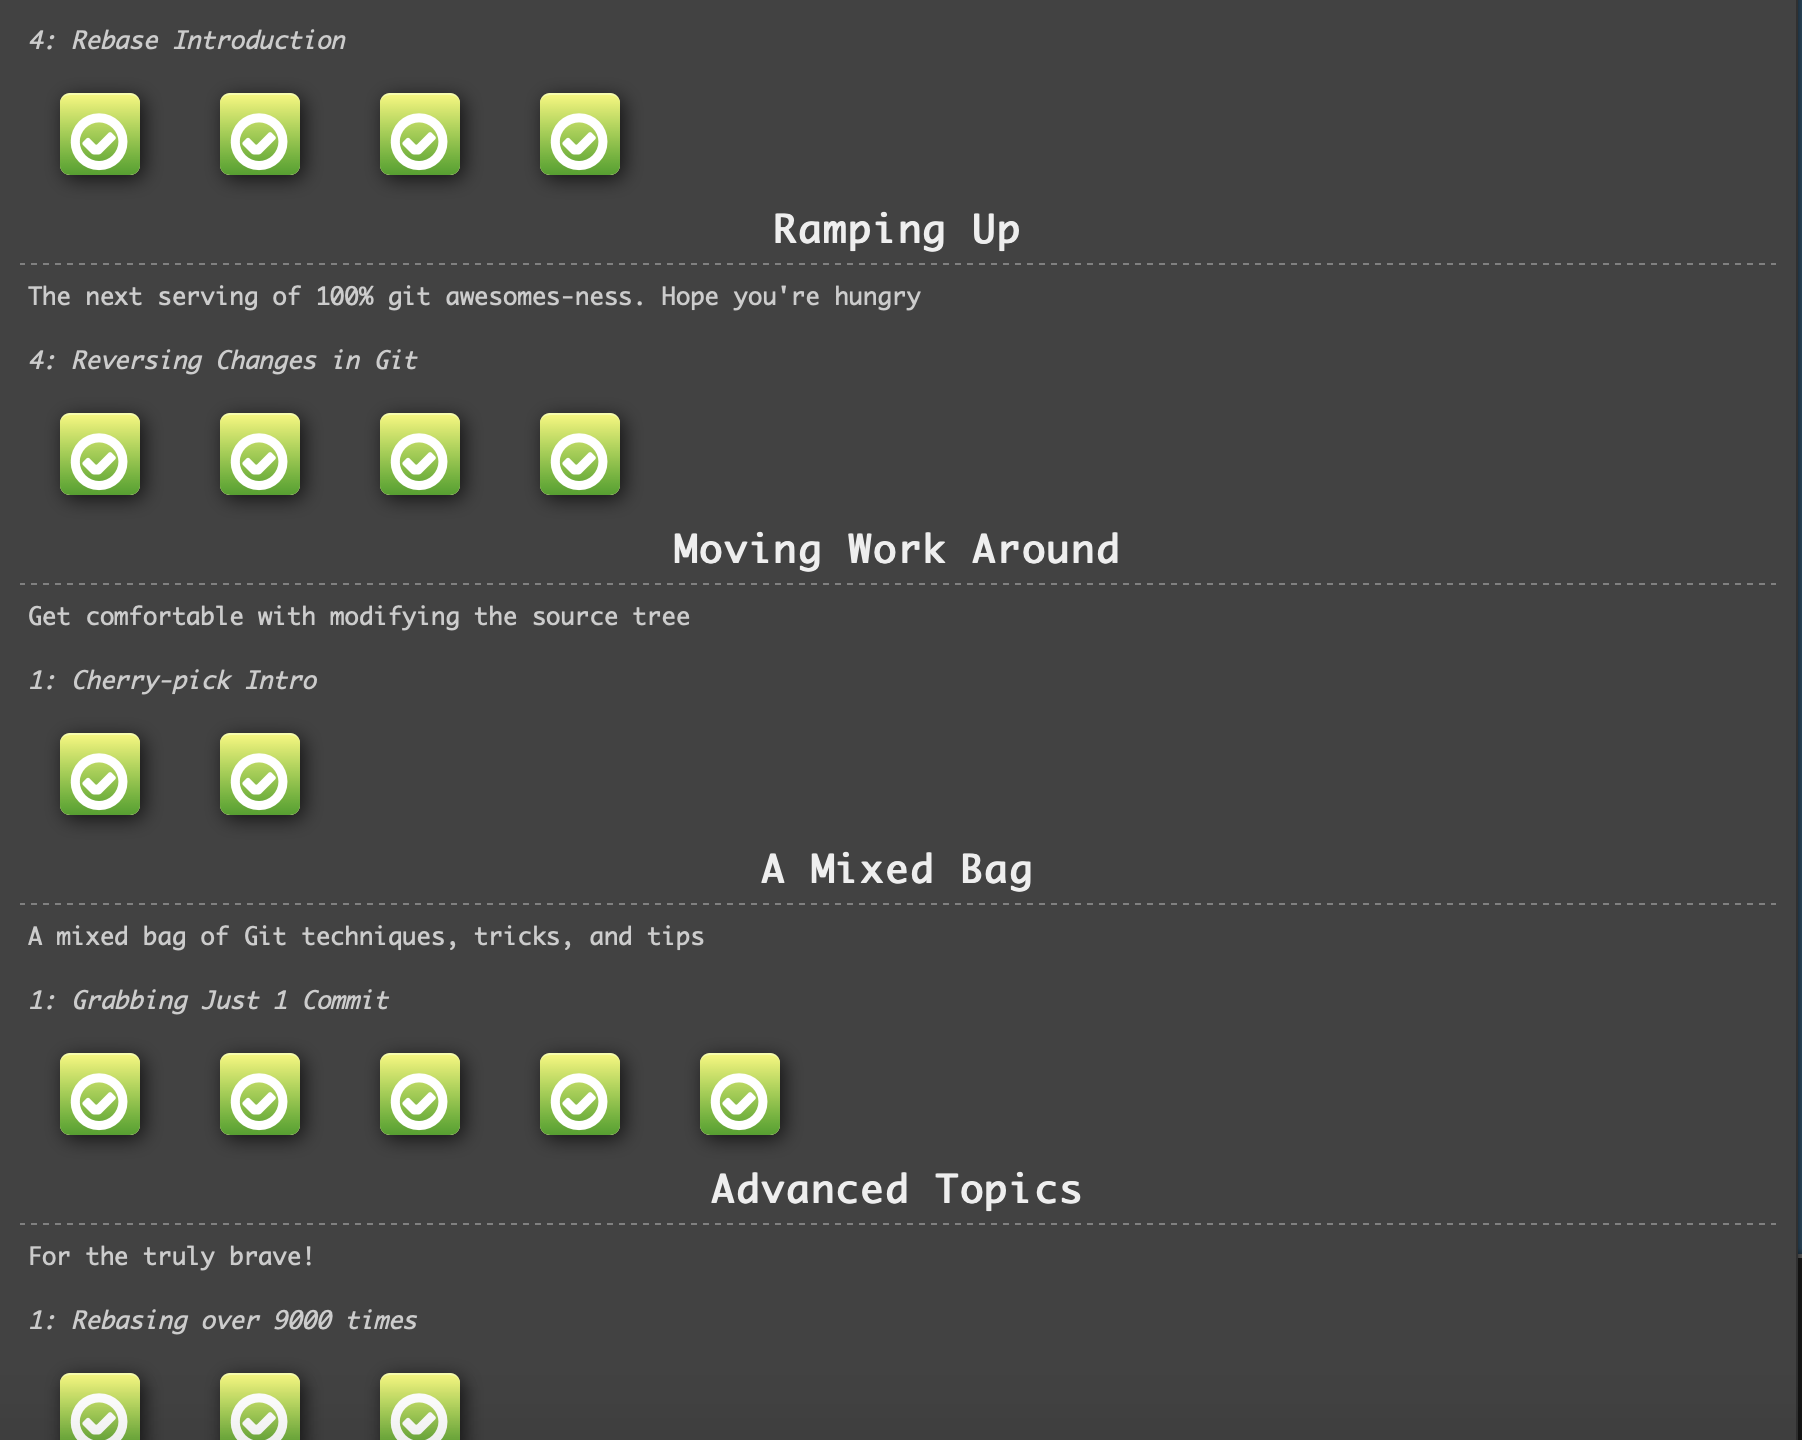 4: Rebase Introduction
Ramping Up
The next serving of 100% git awesomes-ness. Hope you're hungry
4: Reversing Changes in Git
Moving Work Around
Get comfortable with modifying the source tree
1: Cherry-pick Intro
A Mixed Bag
A mixed bag of Git techniques, tricks, and tips
1: Grabbing Just 1 Commit
Advanced Topics
For the truly brave!
1: Rebasing over 9000 times